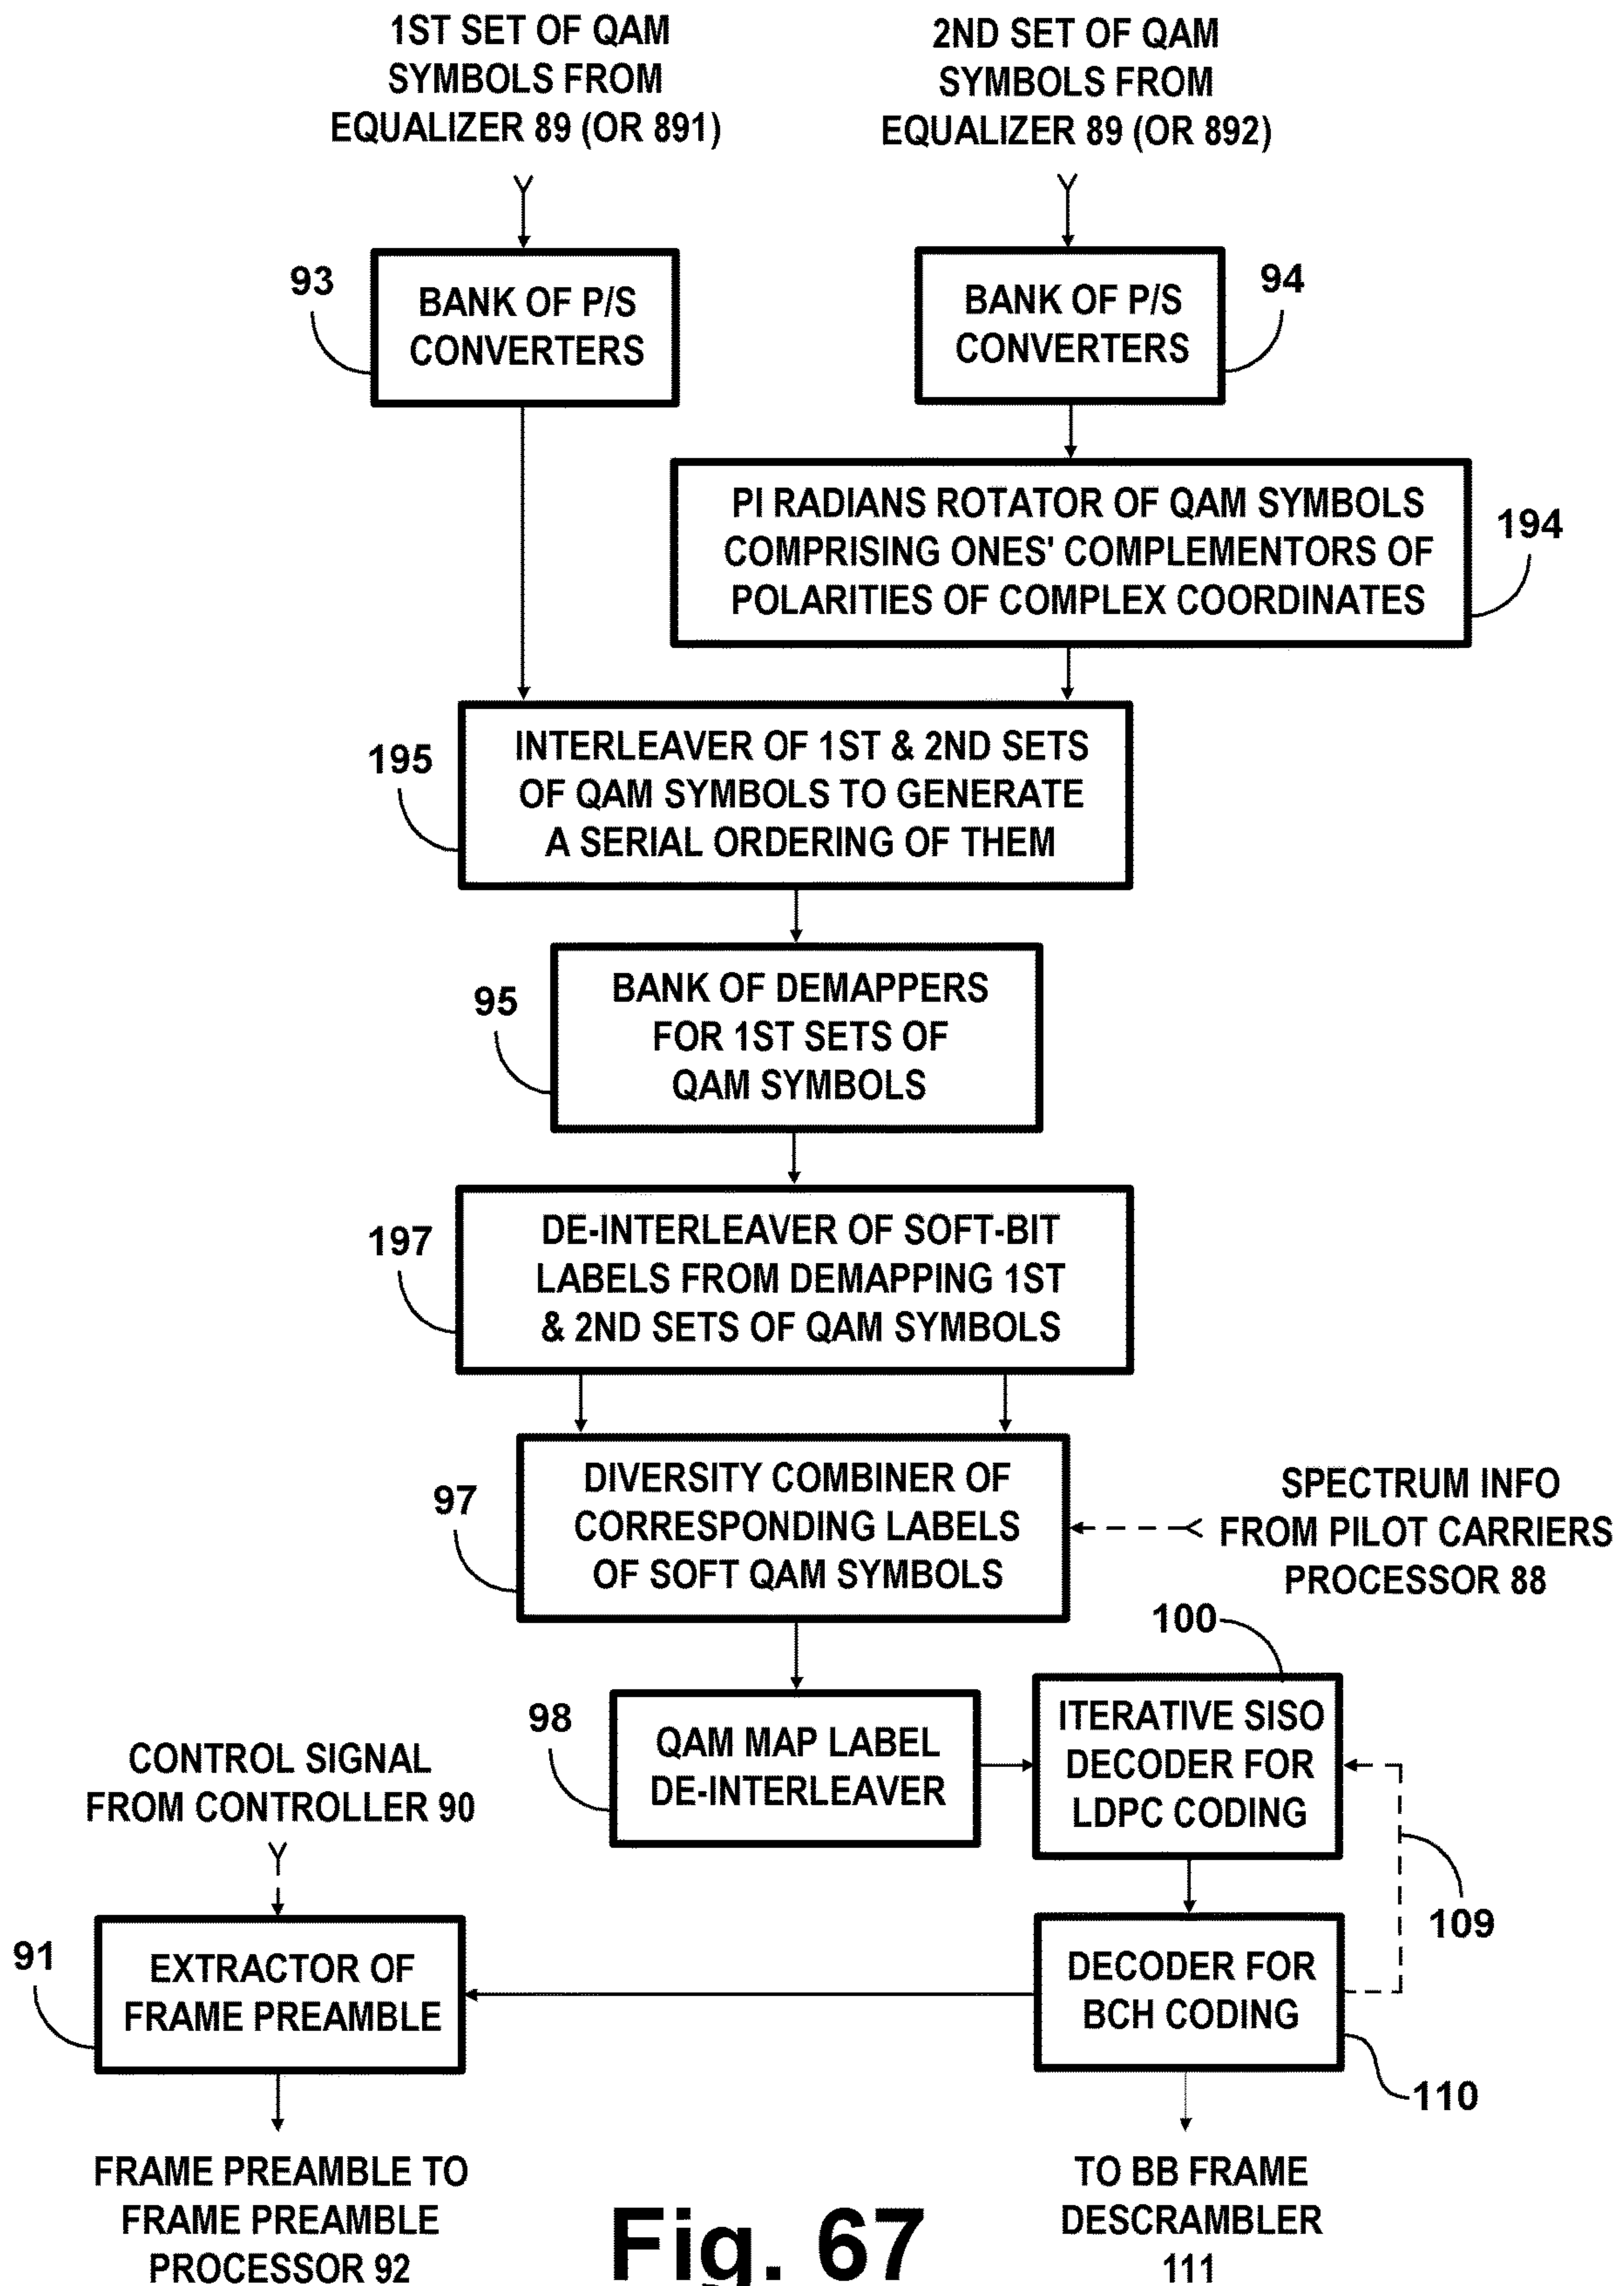 1ST SET OF QAM
SYMBOLS FROM
EQUALIZER 89 (OR 891)
2ND SET OF QAM
SYMBOLS FROM
EQUALIZER 89 (OR 892)
93
BANK OF P/S
CONVERTERS
BANK OF P/S
CONVERTERS
94
PI RADIANS ROTATOR OF QAM SYMBOLS
COMPRISING ONES' COMPLEMENTORS OF
POLARITIES OF COMPLEX COORDINATES
194
195
INTERLEAVER OF 1ST & 2ND SETS
OF QAM SYMBOLS TO GENERATE
A SERIAL ORDERING OF THEM
95
BANK OF DEMAPPERS
FOR 1ST SETS OF
QAM SYMBOLS
197
DE-INTERLEAVER OF SOFT-BIT
LABELS FROM DEMAPPING 1ST
& 2ND SETS OF QAM SYMBOLS
97
DIVERSITY COMBINER OF
CORRESPONDING LABELS
OF SOFT QAM SYMBOLS
SPECTRUM INFO
FROM PILOT CARRIERS
PROCESSOR 88
100
98
QAM MAP LABEL
DE-INTERLEAVER
ITERATIVE SISO
DECODER FOR
LDPC CODING
CONTROL SIGNAL
FROM CONTROLLER 90
109
91
EXTRACTOR OF
FRAME PREAMBLE
DECODER FOR
BCH CODING
110
FRAME PREAMBLE TO
FRAME PREAMBLE
PROCESSOR 92
TO BB FRAME
DESCRAMBLER
111
Fig. 67